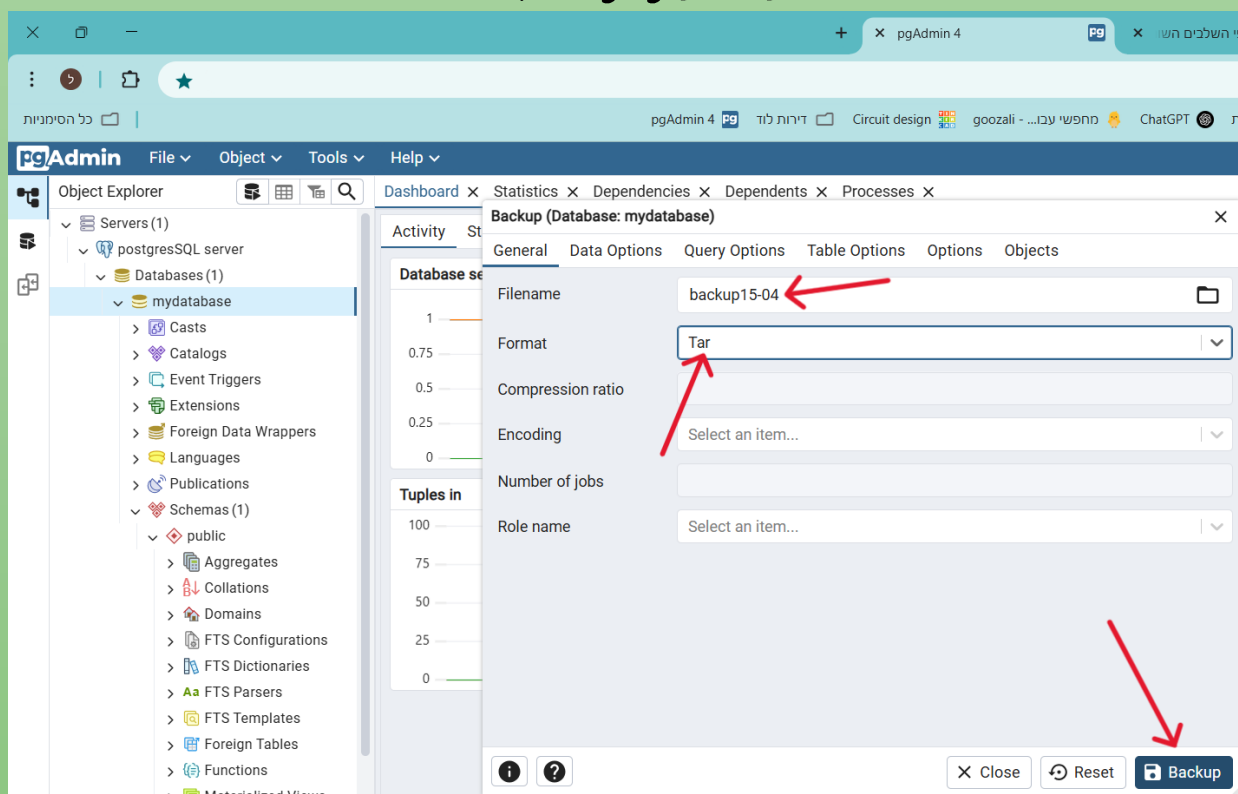 pgAdmin 4
כל הסימניות
pgAdmin 4
דירות לוד
Circuit design
goozali - ...מחפשי עבו
ChatGPT
pgAdmin File Object Tools Help
Object Explorer
Dashboard Statistics Dependencies Dependents Processes
Servers (1)
postgresSQL server
Databases (1)
mydatabase
Casts
Catalogs
Event Triggers
Extensions
Foreign Data Wrappers
Languages
Publications
Schemas (1)
public
Aggregates
Collations
Domains
FTS Configurations
FTS Dictionaries
Aa FTS Parsers
FTS Templates
Foreign Tables
Functions
Activity St
Database se
1
0.75
0.5
0.25
0
Tuples in
100
75
50
25
0
Backup (Database: mydatabase)
General Data Options Query Options Table Options Options Objects
Filename backup15-04
Format Tar
Compression ratio
Encoding Select an item...
Number of jobs
Role name Select an item...
Close Reset Backup